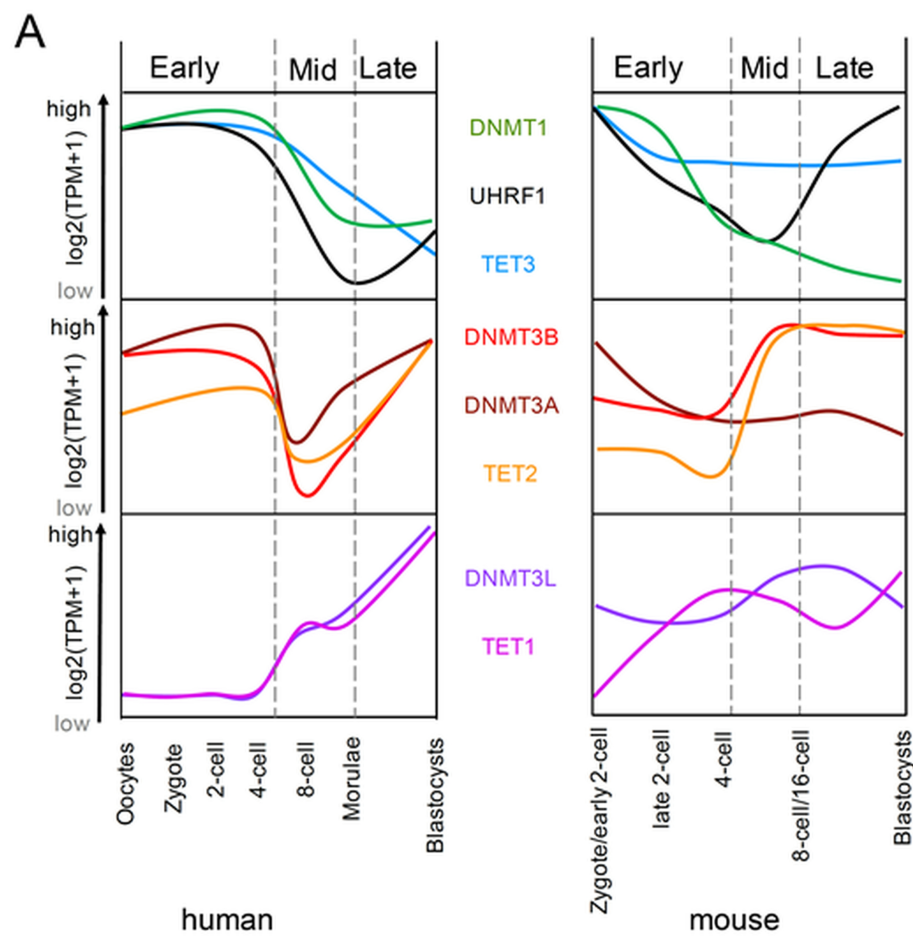 A
Early Mid Late
Early Mid Late
high
log2(TPM+1)
low
DNMT1
UHRF1
TET3
high
log2(TPM+1)
low
DNMT3B
DNMT3A
TET2
high
log2(TPM+1)
low
DNMT3L
TET1
Oocytes
Zygote
2-cell
4-cell
8-cell
Morulae
Blastocysts
Zygote/early 2-cell
late 2-cell
4-cell
8-cell/16-cell
Blastocysts
human
mouse